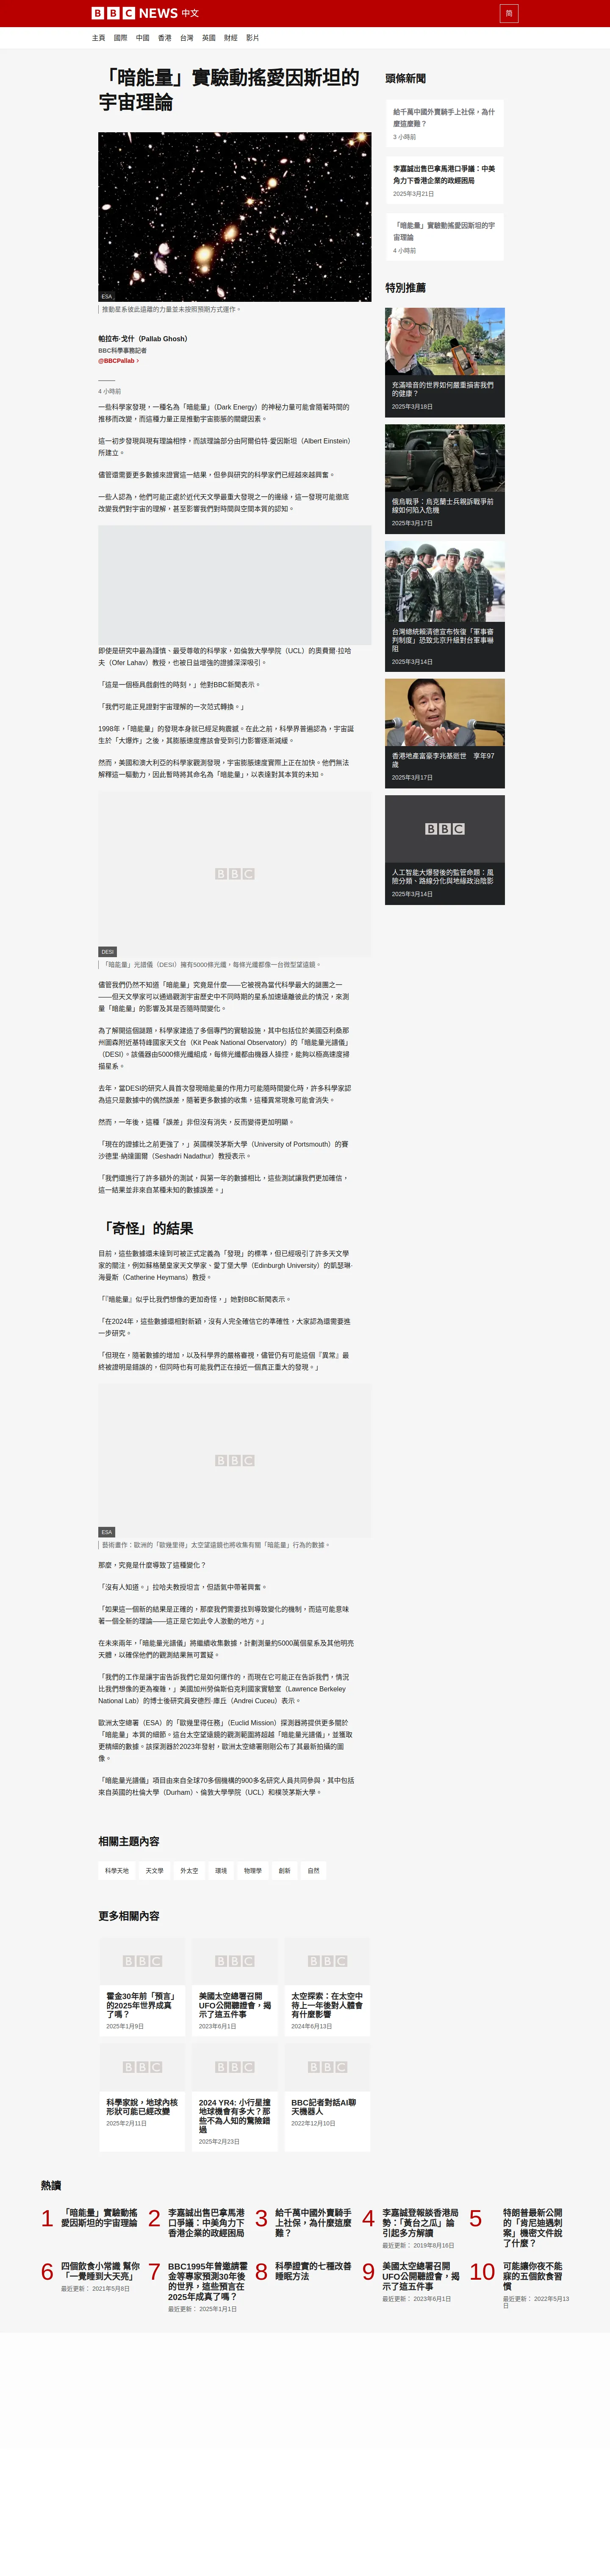 BBC NEWS 中文
简
主頁 國際 中國 香港 台灣 英國 財經 影片
「暗能量」實驗動搖愛因斯坦的
宇宙理論
ESA
推動星系彼此遠離的力量並未按照預期方式運作。
帕拉布·戈什（Pallab Ghosh）
BBC科學事務記者
@BBCPallab
4 小時前
一些科學家發現，一種名為「暗能量」（Dark Energy）的神秘力量可能會隨著時間的
推移而改變，而這種力量正是推動宇宙膨脹的關鍵因素。
這一初步發現與現有理論相悖，而該理論部分由阿爾伯特·愛因斯坦（Albert Einstein）
所建立。
儘管還需要更多數據來證實這一結果，但參與研究的科學家們已經越來越興奮。
一些人認為，他們可能正處於近代天文學最重大發現之一的邊緣，這一發現可能徹底
改變我們對宇宙的理解，甚至影響我們對時間與空間本質的認知。
即使是研究中最為謹慎、最受尊敬的科學家，如倫敦大學學院（UCL）的奧費爾·拉哈
夫（Ofer Lahav）教授，也被日益增強的證據深深吸引。
「這是一個極具戲劇性的時刻，」他對BBC新聞表示。
「我們可能正見證對宇宙理解的一次范式轉換。」
1998年，「暗能量」的發現本身就已經足夠震撼。在此之前，科學界普遍認為，宇宙誕
生於「大爆炸」之後，其膨脹速度應該會受到引力影響逐漸減緩。
然而，美國和澳大利亞的科學家觀測發現，宇宙膨脹速度實際上正在加快。他們無法
解釋這一驅動力，因此暫時將其命名為「暗能量」，以表達對其本質的未知。
BBC
DESI
「暗能量」光譜儀（DESI）擁有5000條光纖，每條光纖都像一台微型望遠鏡。
儘管我們仍然不知道「暗能量」究竟是什麼——它被視為當代科學最大的謎團之一
——但天文學家可以通過觀測宇宙歷史中不同時期的星系加速遠離彼此的情況，來測
量「暗能量」的影響及其是否隨時間變化。
為了解開這個謎題，科學家建造了多個專門的實驗設施，其中包括位於美國亞利桑那
州圖森附近基特峰國家天文台（Kit Peak National Observatory）的「暗能量光譜儀」
（DESI）。該儀器由5000條光纖組成，每條光纖都由機器人操控，能夠以極高速度掃
描星系。
去年，當DESI的研究人員首次發現暗能量的作用力可能隨時間變化時，許多科學家認
為這只是數據中的偶然誤差，隨著更多數據的收集，這種異常現象可能會消失。
然而，一年後，這種「誤差」非但沒有消失，反而變得更加明顯。
「現在的證據比之前更強了，」英國樸茨茅斯大學（University of Portsmouth）的賽
沙德里·納達圖爾（Seshadri Nadathur）教授表示。
「我們還進行了許多額外的測試，與第一年的數據相比，這些測試讓我們更加確信，
這一結果並非來自某種未知的數據誤差。」
「奇怪」的結果
目前，這些數據還未達到可被正式定義為「發現」的標準，但已經吸引了許多天文學
家的關注，例如蘇格蘭皇家天文學家、愛丁堡大學（Edinburgh University）的凱瑟琳·
海曼斯（Catherine Heymans）教授。
「『暗能量』似乎比我們想像的更加奇怪，」她對BBC新聞表示。
「在2024年，這些數據還相對新穎，沒有人完全確信它的準確性，大家認為還需要進
一步研究。
「但現在，隨著數據的增加，以及科學界的嚴格審視，儘管仍有可能這個『異常』最
終被證明是錯誤的，但同時也有可能我們正在接近一個真正重大的發現。」
BBC
ESA
藝術畫作：歐洲的「歐幾里得」太空望遠鏡也將收集有關「暗能量」行為的數據。
那麼，究竟是什麼導致了這種變化？
「沒有人知道。」拉哈夫教授坦言，但語氣中帶著興奮。
「如果這一個新的結果是正確的，那麼我們需要找到導致變化的機制，而這可能意味
著一個全新的理論——這正是它如此令人激動的地方。」
在未來兩年，「暗能量光譜儀」將繼續收集數據，計劃測量約5000萬個星系及其他明亮
天體，以確保他們的觀測結果無可置疑。
「我們的工作是讓宇宙告訴我們它是如何運作的，而現在它可能正在告訴我們，情況
比我們想像的更為複雜，」美國加州勞倫斯伯克利國家實驗室（Lawrence Berkeley
National Lab）的博士後研究員安德烈·庫丘（Andrei Cuceu）表示。
歐洲太空總署（ESA）的「歐幾里得任務」（Euclid Mission）探測器將提供更多關於
「暗能量」本質的細節。這台太空望遠鏡的觀測範圍將超越「暗能量光譜儀」，並獲取
更精細的數據。該探測器於2023年發射，歐洲太空總署剛剛公布了其最新拍攝的圖
像。
「暗能量光譜儀」項目由來自全球70多個機構的900多名研究人員共同參與，其中包括
來自英國的杜倫大學（Durham）、倫敦大學學院（UCL）和樸茨茅斯大學。
相關主題內容
科學天地 天文學 外太空 環境 物理學 創新 自然
更多相關內容
BBC
霍金30年前「預言」
的2025年世界成真
了嗎？
2025年1月9日
BBC
美國太空總署召開
UFO公開聽證會，揭
示了這五件事
2023年6月1日
BBC
太空探索：在太空中
待上一年後對人體會
有什麼影響
2024年6月13日
BBC
科學家說，地球內核
形狀可能已經改變
2025年2月11日
BBC
2024 YR4: 小行星撞
地球機會有多大？那
些不為人知的驚險錯
過
2025年2月23日
BBC
BBC記者對話AI聊
天機器人
2022年12月10日
頭條新聞
給千萬中國外賣騎手上社保，為什
麼這麼難？
3 小時前
李嘉誠出售巴拿馬港口爭議：中美
角力下香港企業的政經困局
2025年3月21日
「暗能量」實驗動搖愛因斯坦的宇
宙理論
4 小時前
特別推薦
充滿噪音的世界如何嚴重損害我們
的健康？
2025年3月18日
俄烏戰爭：烏克蘭士兵親訴戰爭前
線如何陷入危機
2025年3月17日
台灣總統賴清德宣布恢復「軍事審
判制度」恐致北京升級對台軍事嚇
阻
2025年3月14日
香港地產富豪李兆基逝世　享年97
歲
2025年3月17日
BBC
人工智能大爆發後的監管命題：風
險分類、路線分化與地緣政治陰影
2025年3月14日
熱讀
1
「暗能量」實驗動搖
愛因斯坦的宇宙理論
2
李嘉誠出售巴拿馬港
口爭議：中美角力下
香港企業的政經困局
3
給千萬中國外賣騎手
上社保，為什麼這麼
難？
4
李嘉誠登報談香港局
勢：「黃台之瓜」論
引起多方解讀
最近更新： 2019年8月16日
5
特朗普最新公開
的「肯尼迪遇刺
案」機密文件說
了什麼？
6
四個飲食小常識 幫你
「一覺睡到大天亮」
最近更新： 2021年5月8日
7
BBC1995年曾邀請霍
金等專家預測30年後
的世界，這些預言在
2025年成真了嗎？
最近更新： 2025年1月1日
8
科學證實的七種改善
睡眠方法
9
美國太空總署召開
UFO公開聽證會，揭
示了這五件事
最近更新： 2023年6月1日
10
可能讓你夜不能
寐的五個飲食習
慣
最近更新： 2022年5月13
日